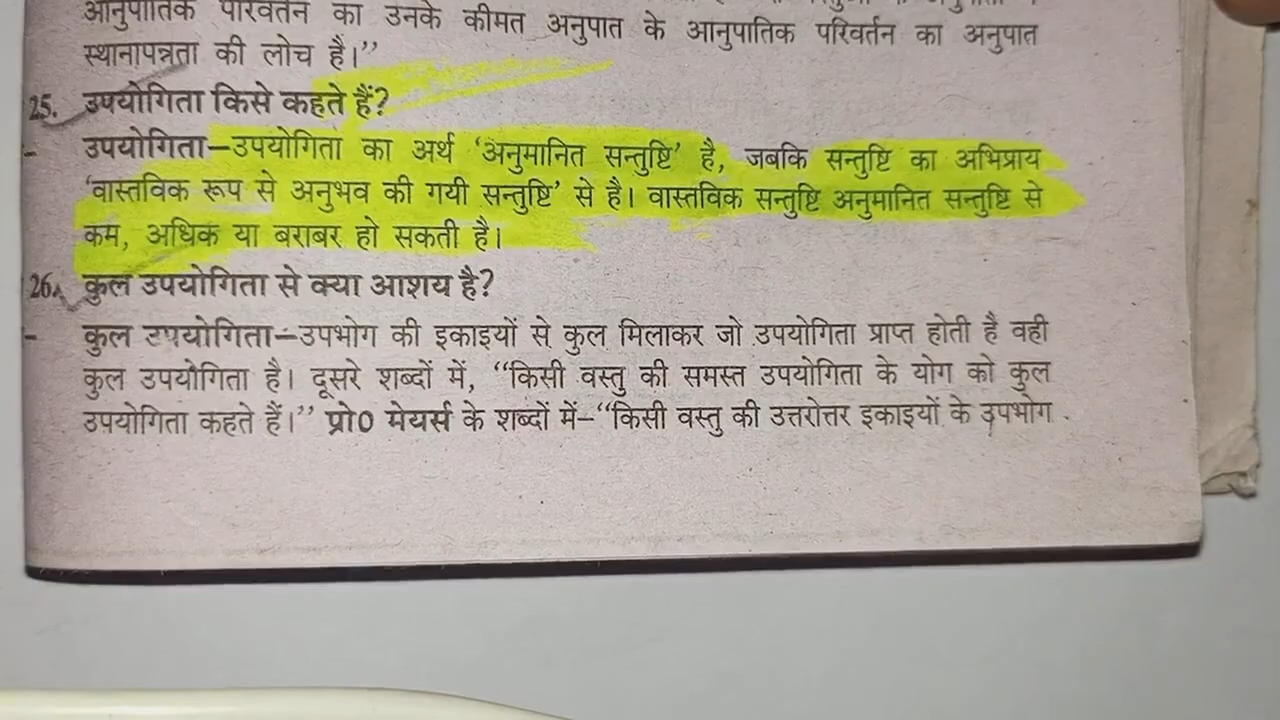 आनुपातिक परिवर्तन का उनके कीमत अनुपात के आनुपातिक परिवर्तन का अनुपात
स्थानापन्नता की लोच है।”
25. उपयोगिता किसे कहते हैं?
- उपयोगिता–उपयोगिता का अर्थ ‘अनुमानित सन्तुष्टि’ है, जबकि सन्तुष्टि का अभिप्राय
‘वास्तविक रूप से अनुभव की गयी सन्तुष्टि’ से है। वास्तविक सन्तुष्टि अनुमानित सन्तुष्टि से
कम, अधिक या बराबर हो सकती है।
26. कुल उपयोगिता से क्या आशय है?
- कुल उपयोगिता–उपभोग की इकाइयों से कुल मिलाकर जो उपयोगिता प्राप्त होती है वही
कुल उपयोगिता है। दूसरे शब्दों में, “किसी वस्तु की समस्त उपयोगिता के योग को कुल
उपयोगिता कहते हैं।” प्रो0 मेयर्स के शब्दों में–“किसी वस्तु की उत्तरोत्तर इकाइयों के उपभोग